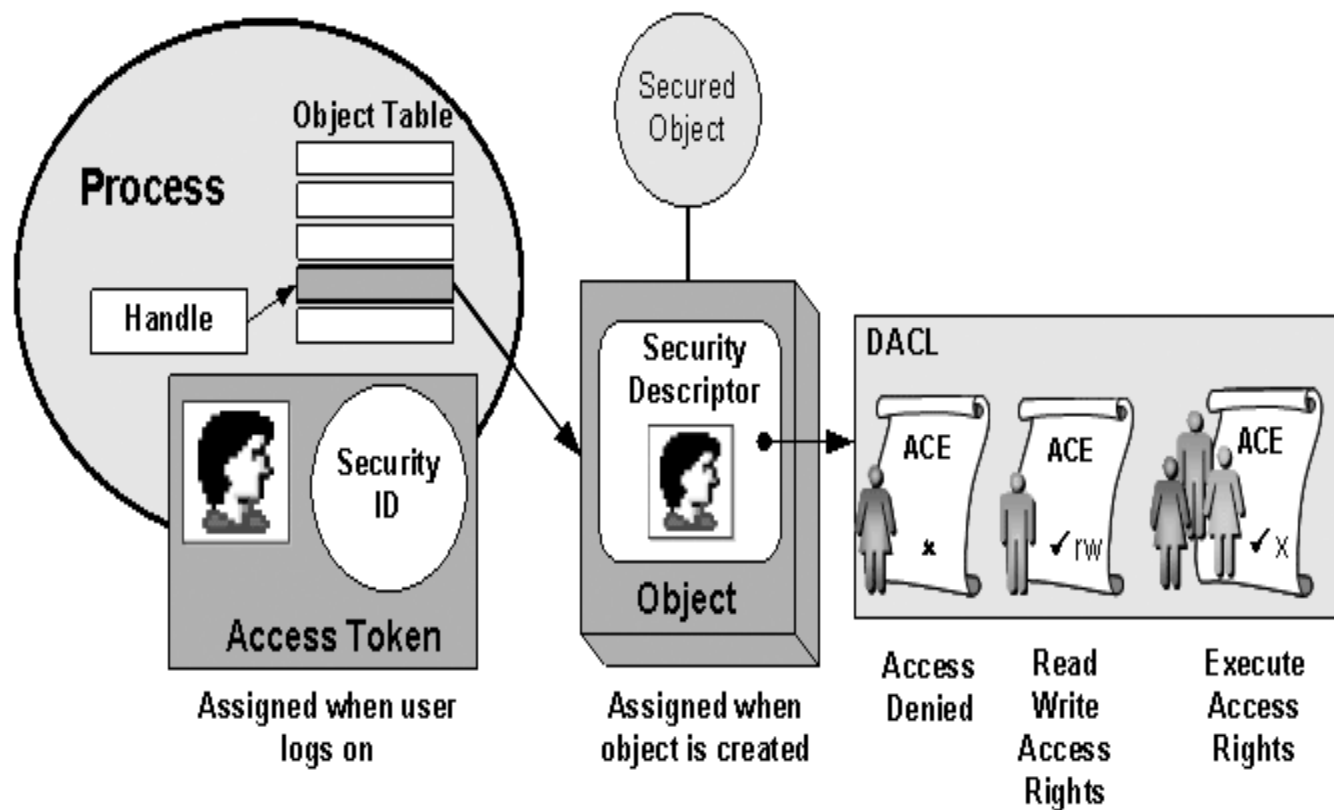 Object Table
Process
Handle
Security
ID
Access Token
Assigned when user
logs on
Secured
Object
Security
Descriptor
Object
Assigned when
object is created
DACL
ACE
x
ACE
✓ rw
ACE
✓ x
Access
Denied
Read
Write
Access
Rights
Execute
Access
Rights